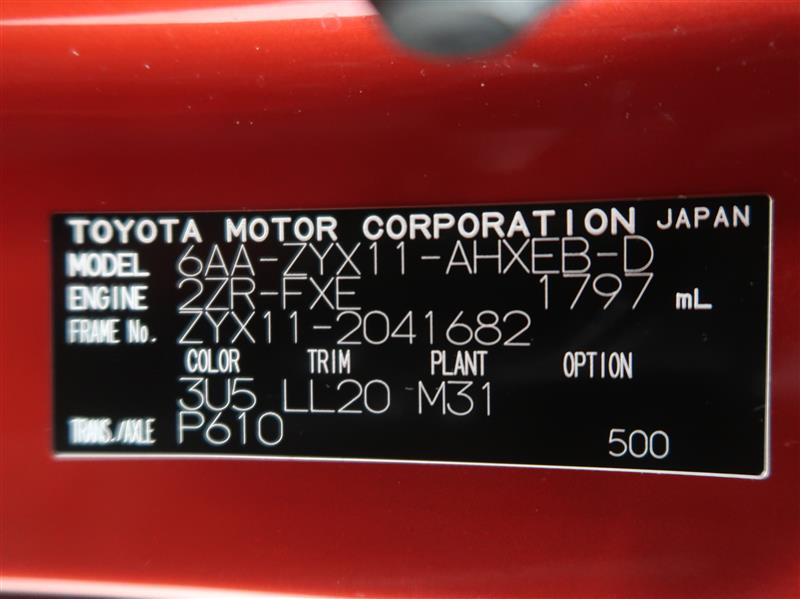 TOYOTA MOTOR CORPORATION JAPAN
MODEL 6AA-ZYX11-AHXEB-D
ENGINE 2ZR-FXE 1797 mL
FRAME No. ZYX11-2041682
COLOR TRIM PLANT OPTION
3U5 LL20 M31
TRANS./AXLE P610 500